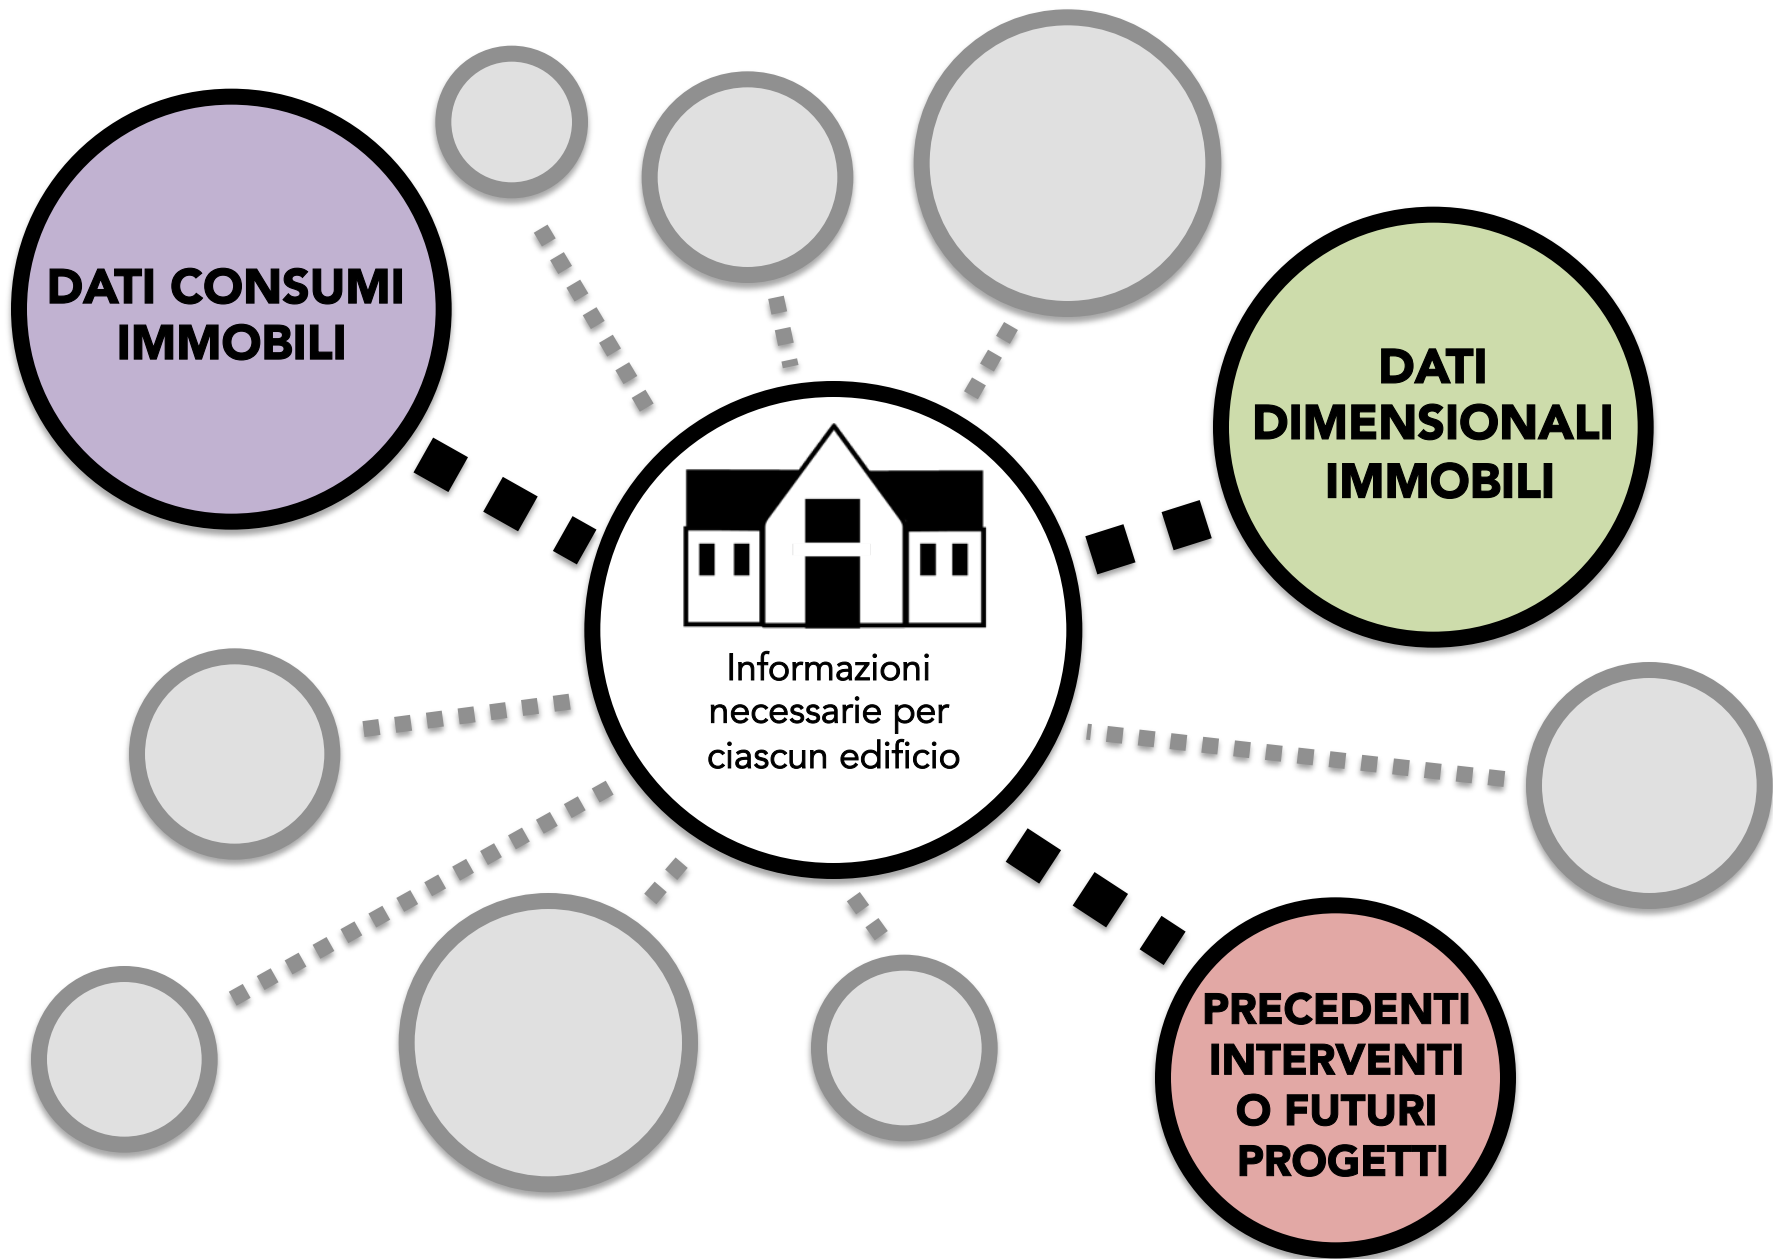 DATI CONSUMI
IMMOBILI
DATI
DIMENSIONALI
IMMOBILI
Informazioni
necessarie per
ciascun edificio
PRECEDENTI
INTERVENTI
O FUTURI
PROGETTI